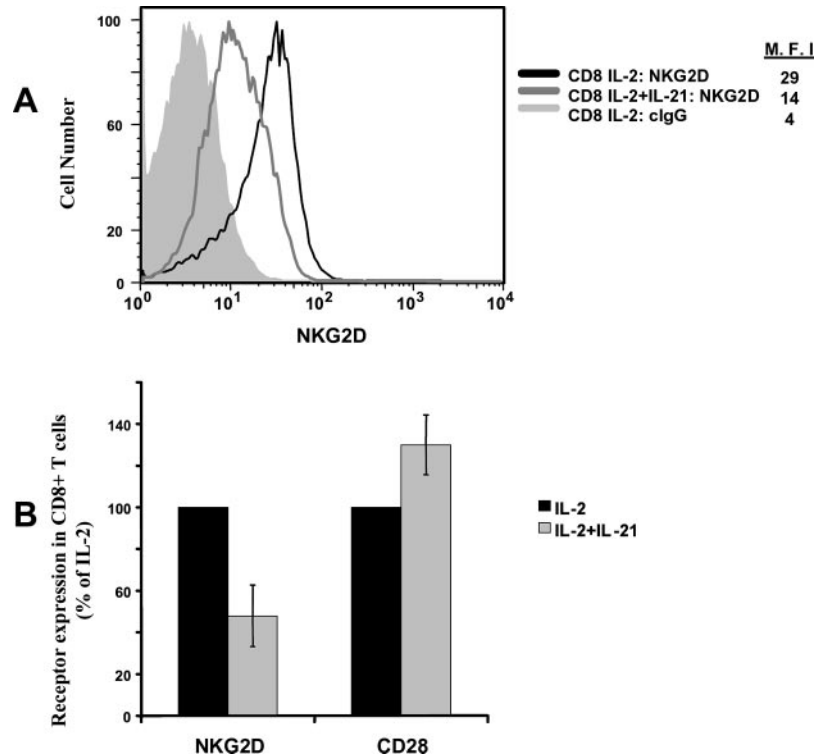 A
Cell Number
100
60
40
20
0
10^0
10^1
10^2
10^3
10^4
NKG2D
M. F. I
CD8 IL-2: NKG2D 29
CD8 IL-2+IL-21: NKG2D 14
CD8 IL-2: cIgG 4
B
Receptor expression in CD8+ T cells
(% of IL-2)
140
100
60
20
0
NKG2D
CD28
IL-2
IL-2+IL-21